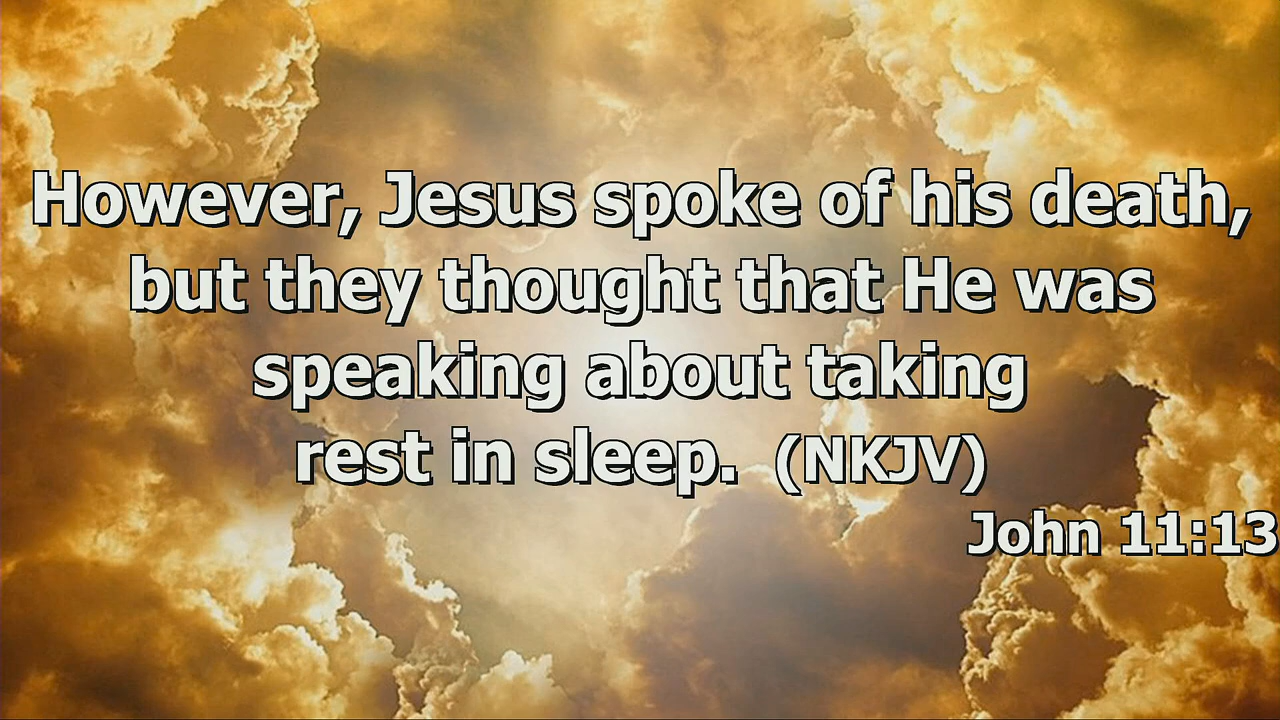 However, Jesus spoke of his death,
but they thought that He was
speaking about taking
rest in sleep. (NKJV)
John 11:13